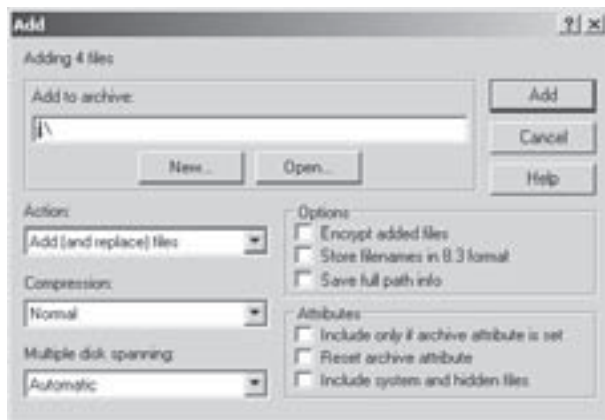 Add
Adding 4 files
Add to archive:
Add
Cancel
New...
Open...
Help
Action:
Add (and replace) files
Compression:
Normal
Multiple disk spanning:
Automatic
Options
Encrypt added files
Store filenames in 8.3 format
Save full path info
Attributes
Include only if archive attribute is set
Reset archive attribute
Include system and hidden files